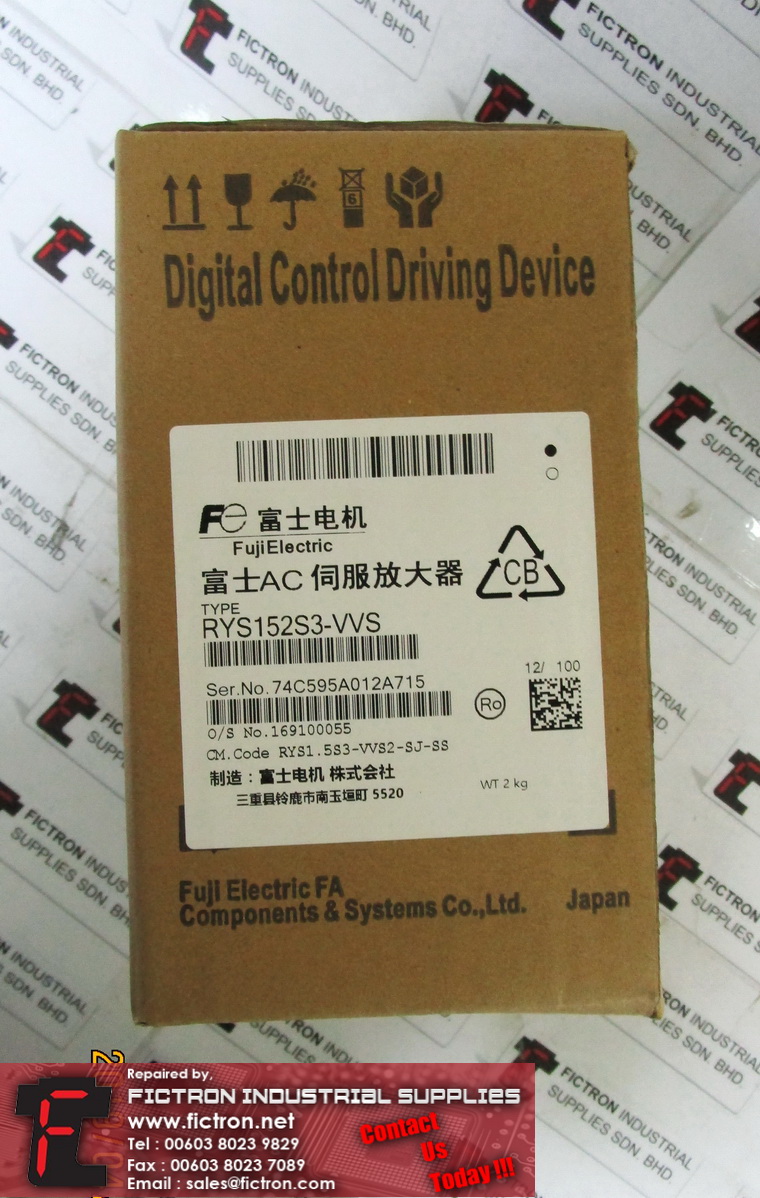 FICTRON INDUSTRIAL
SUPPLIES SDN. BHD.
6
Digital Control Driving Device
Fe 富士电机
FujiElectric
富士AC 伺服放大器
CB
TYPE
RYS152S3-VVS
12/ 100
Ser.No.74C595A012A715
Ro
O/S No.169100055
CM.Code RYS1.5S3-VVS2-SJ-SS
制造：富士电机 株式会社
WT 2 kg
三重县铃鹿市南玉垣町 5520
Fuji Electric FA
Components & Systems Co.,Ltd.
Japan
Repaired by,
FICTRON INDUSTRIAL SUPPLIES
www.fictron.net
Tel : 00603 8023 9829
Fax : 00603 8023 7089
Email : sales@fictron.com
Contact
Us
Today !!!